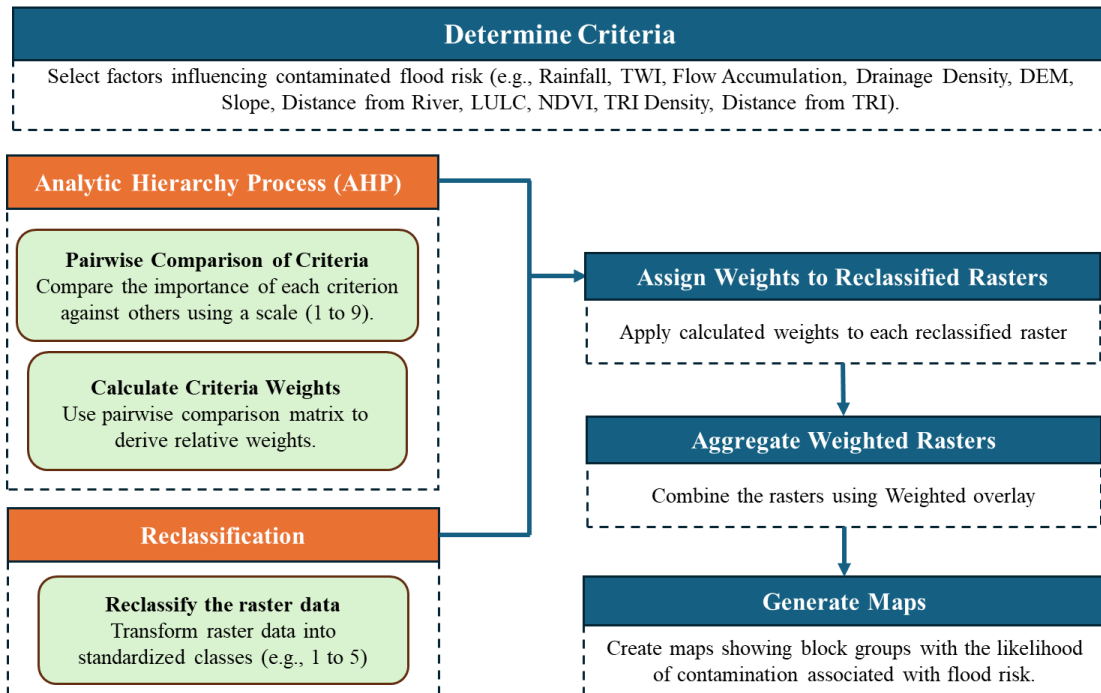 Determine Criteria
Select factors influencing contaminated flood risk (e.g., Rainfall, TWI, Flow Accumulation, Drainage Density, DEM,
Slope, Distance from River, LULC, NDVI, TRI Density, Distance from TRI).
Analytic Hierarchy Process (AHP)
Pairwise Comparison of Criteria
Compare the importance of each criterion
against others using a scale (1 to 9).
Calculate Criteria Weights
Use pairwise comparison matrix to
derive relative weights.
Reclassification
Reclassify the raster data
Transform raster data into
standardized classes (e.g., 1 to 5)
Assign Weights to Reclassified Rasters
Apply calculated weights to each reclassified raster
Aggregate Weighted Rasters
Combine the rasters using Weighted overlay
Generate Maps
Create maps showing block groups with the likelihood
of contamination associated with flood risk.